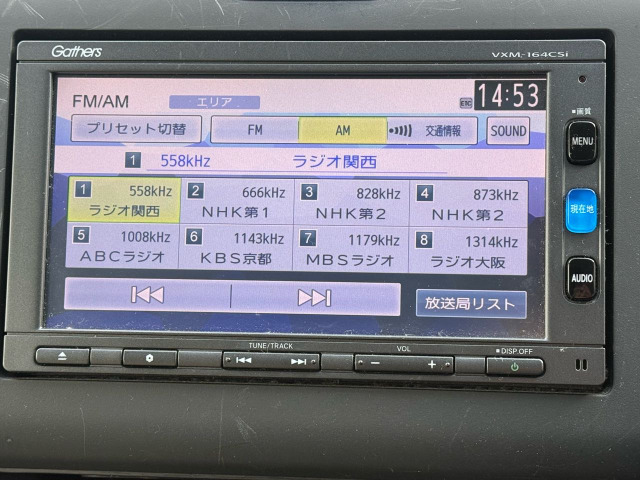 Gathers
VXM-164CSi
FM/AM
エリア
ETC
14:53
プリセット切替
FM
AM
交通情報
SOUND
1 558kHz ラジオ関西
1 558kHz
ラジオ関西
2 666kHz
NHK第1
3 828kHz
NHK第2
4 873kHz
NHK第2
5 1008kHz
ABCラジオ
6 1143kHz
KBS京都
7 1179kHz
MBSラジオ
8 1314kHz
ラジオ大阪
放送局リスト
画質
MENU
現在地
AUDIO
TUNE/TRACK
VOL
DISP OFF